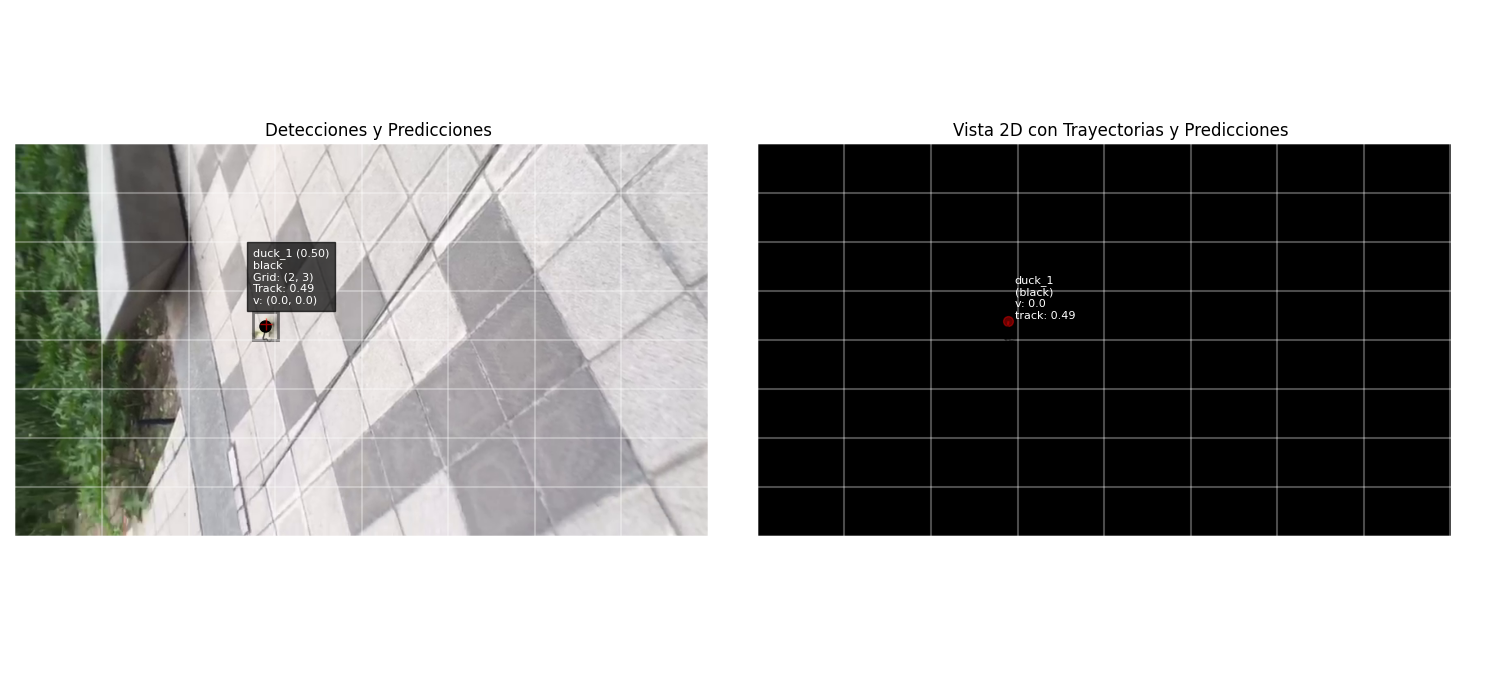 Detecciones y Predicciones
duck_1 (0.50)
black
Grid: (2, 3)
Track: 0.49
v: (0.0, 0.0)
Vista 2D con Trayectorias y Predicciones
duck_1
(black)
v: 0.0
track: 0.49